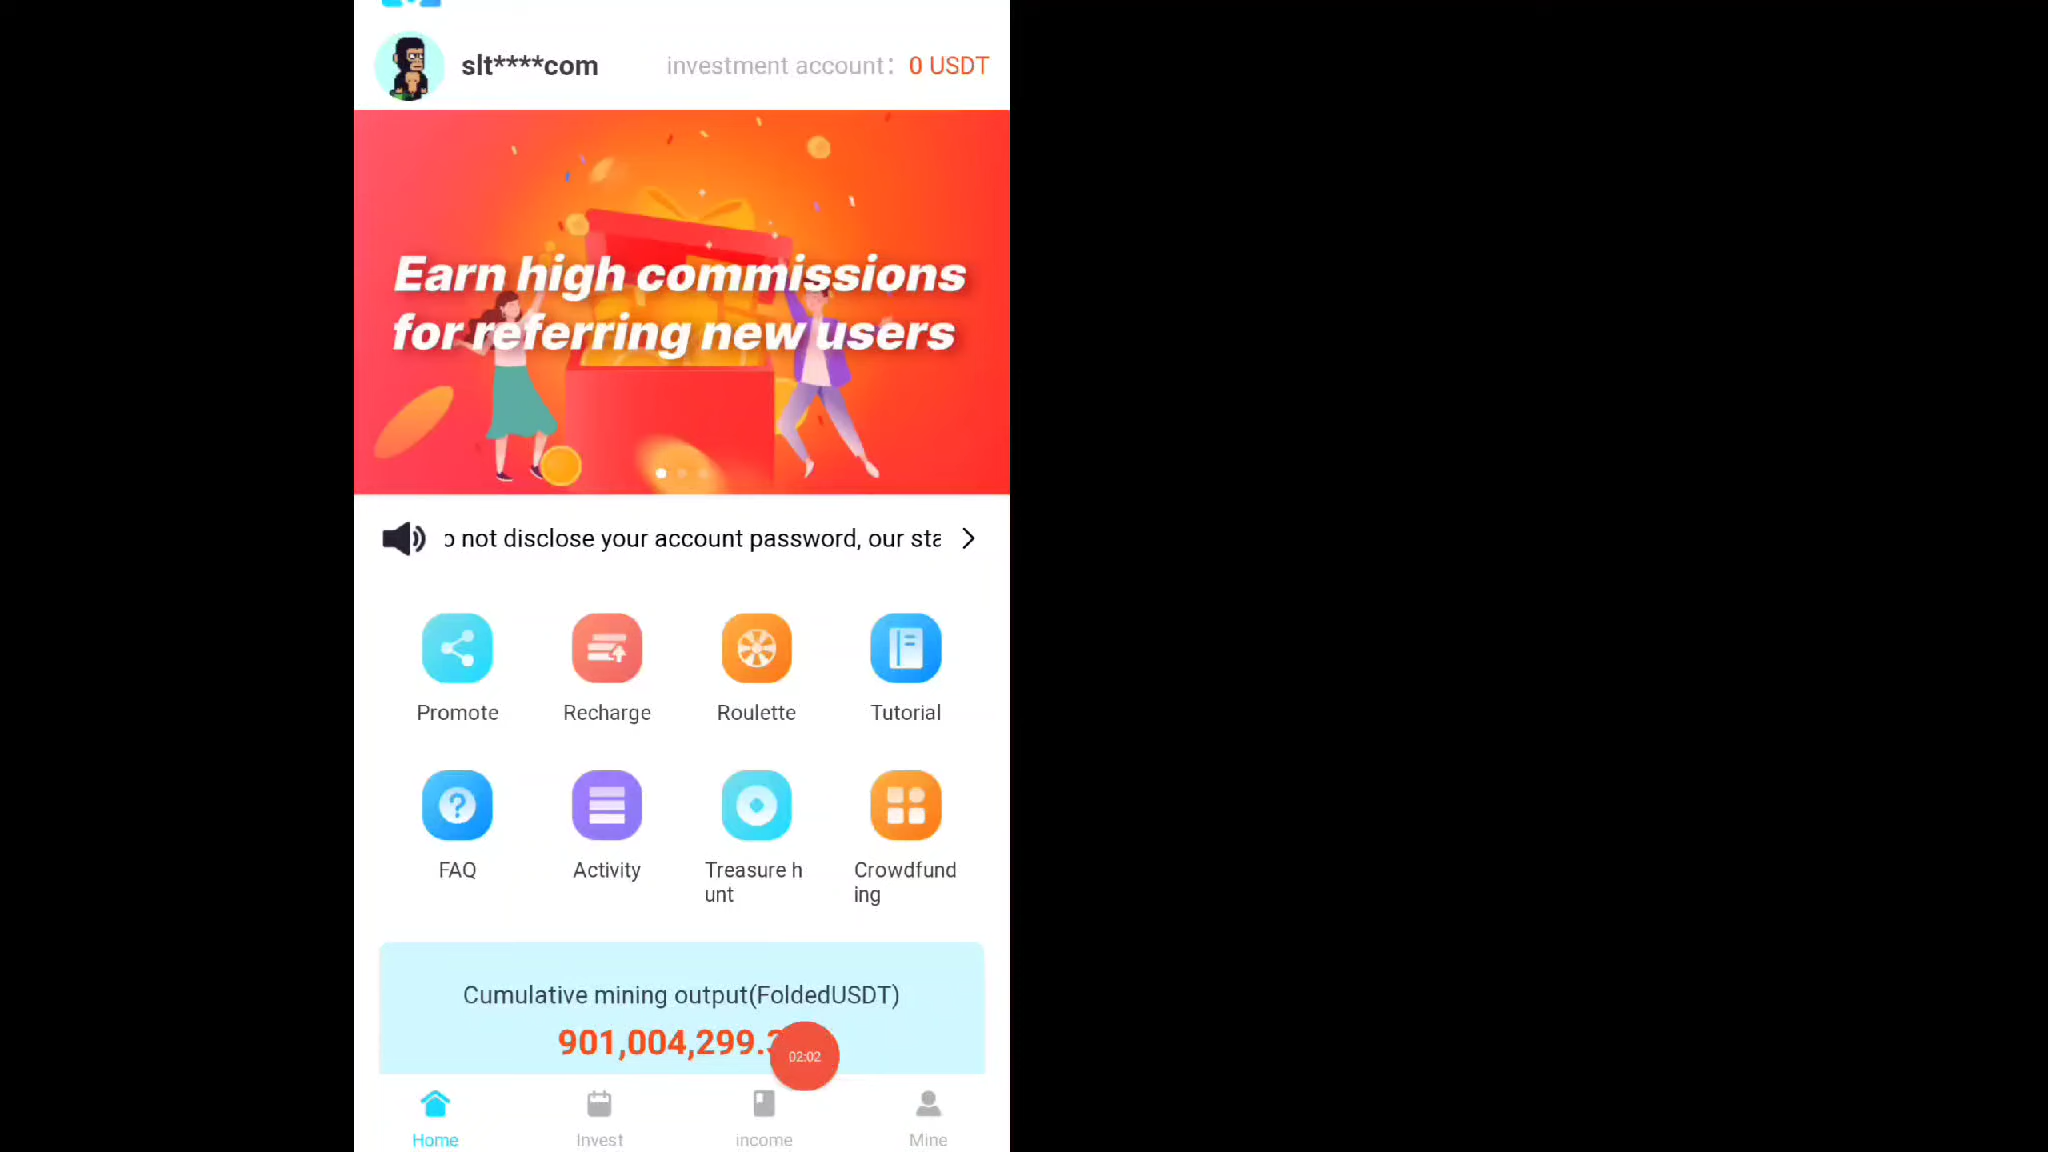 slt****com
investment account: 0 USDT
Earn high commissions
for referring new users
not disclose your account password, our
Promote
Recharge
Roulette
Tutorial
FAQ
Activity
Treasure h
unt
Crowdfund
ing
Cumulative mining output(FoldedUSDT)
901,004,299.
02:02
Home
Invest
income
Mine